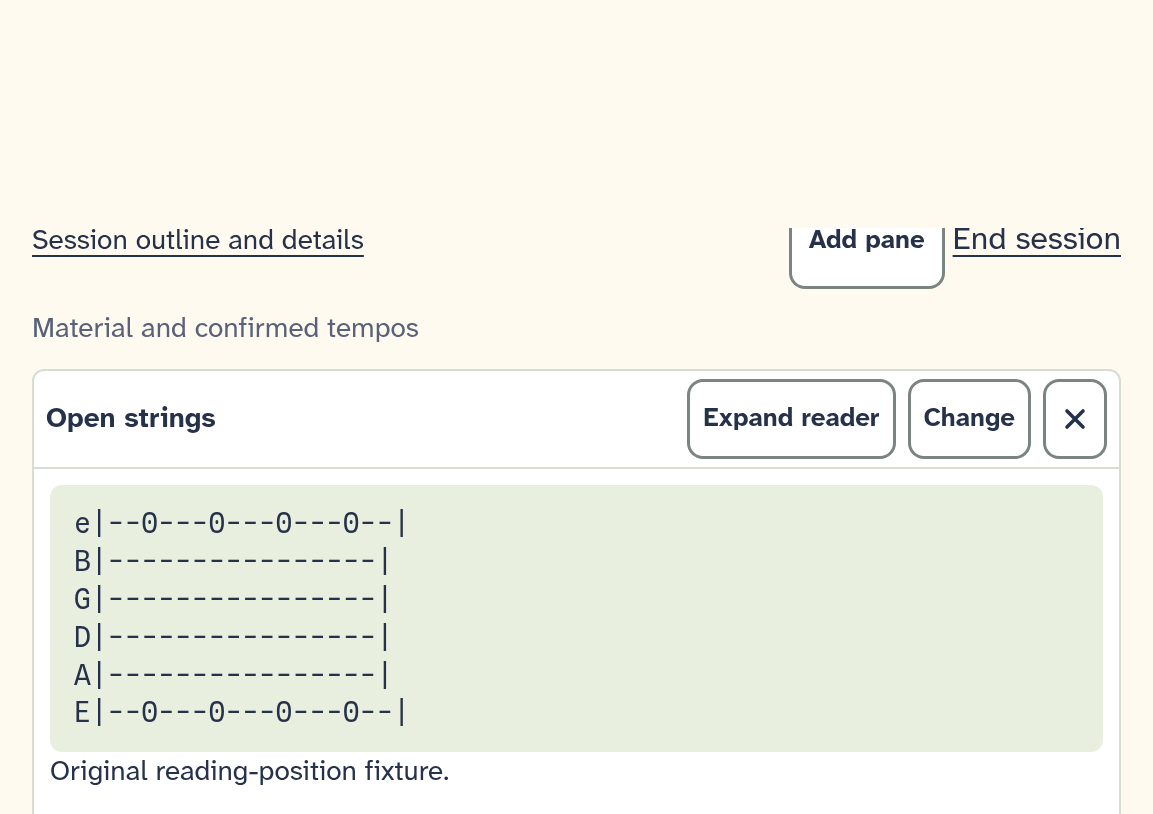 Session outline and details
Add pane
End session
Material and confirmed tempos
Open strings
Expand reader
Change
×
e|--0---0---0---0--|
B|----------------|
G|----------------|
D|----------------|
A|----------------|
E|--0---0---0---0--|
Original reading-position fixture.